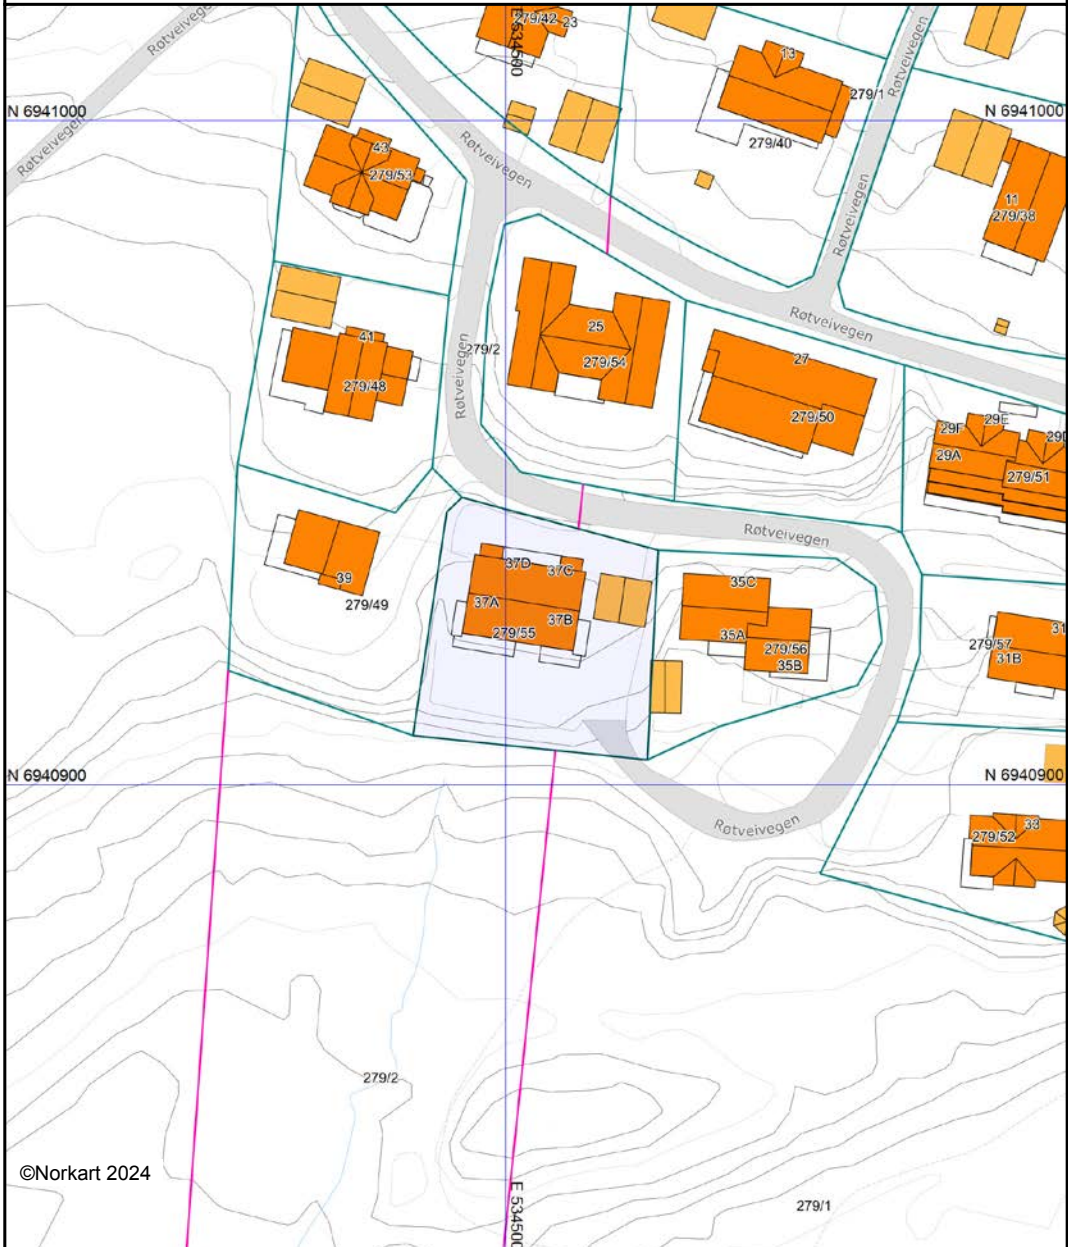 Røtveivegen
279/42
23
E 534500
13
279/1
Røtveivegen
N 6941000
N 6941000
Røtveivegen
43
279/53
Røtveivegen
279/40
Røtveivegen
11
279/38
41
279/48
279/2
Røtveivegen
25
279/54
Røtveivegen
27
279/50
29F
29E
29A
279/51
Røtveivegen
39
279/49
37D
37C
37A
37B
279/55
35C
35A
279/56
35B
279/57
31B
N 6940900
N 6940900
Røtveivegen
33
279/52
279/2
©Norkart 2024
E 534500
279/1